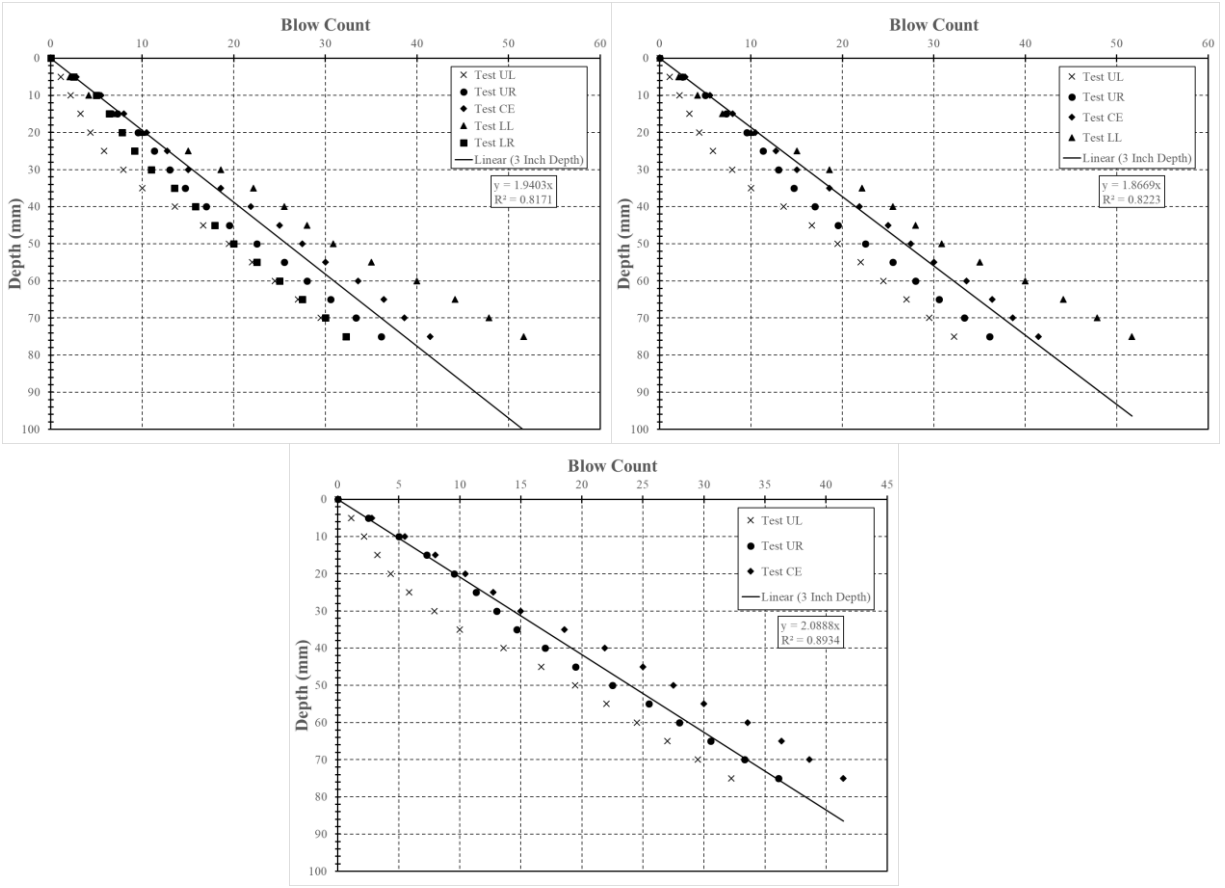 Blow Count
0 10 20 30 40 50 60
0
10
20
30
40
50
60
70
80
90
100
Depth (mm)
Test UL
Test UR
Test CE
Test LL
Test LR
Linear (3 Inch Depth)
y = 1.9403x
R² = 0.8171
Blow Count
0 10 20 30 40 50 60
0
10
20
30
40
50
60
70
80
90
100
Depth (mm)
Test UL
Test UR
Test CE
Test LL
Linear (3 Inch Depth)
y = 1.8669x
R² = 0.8223
Blow Count
0 5 10 15 20 25 30 35 40 45
0
10
20
30
40
50
60
70
80
90
100
Depth (mm)
Test UL
Test UR
Test CE
Linear (3 Inch Depth)
y = 2.0888x
R² = 0.8934